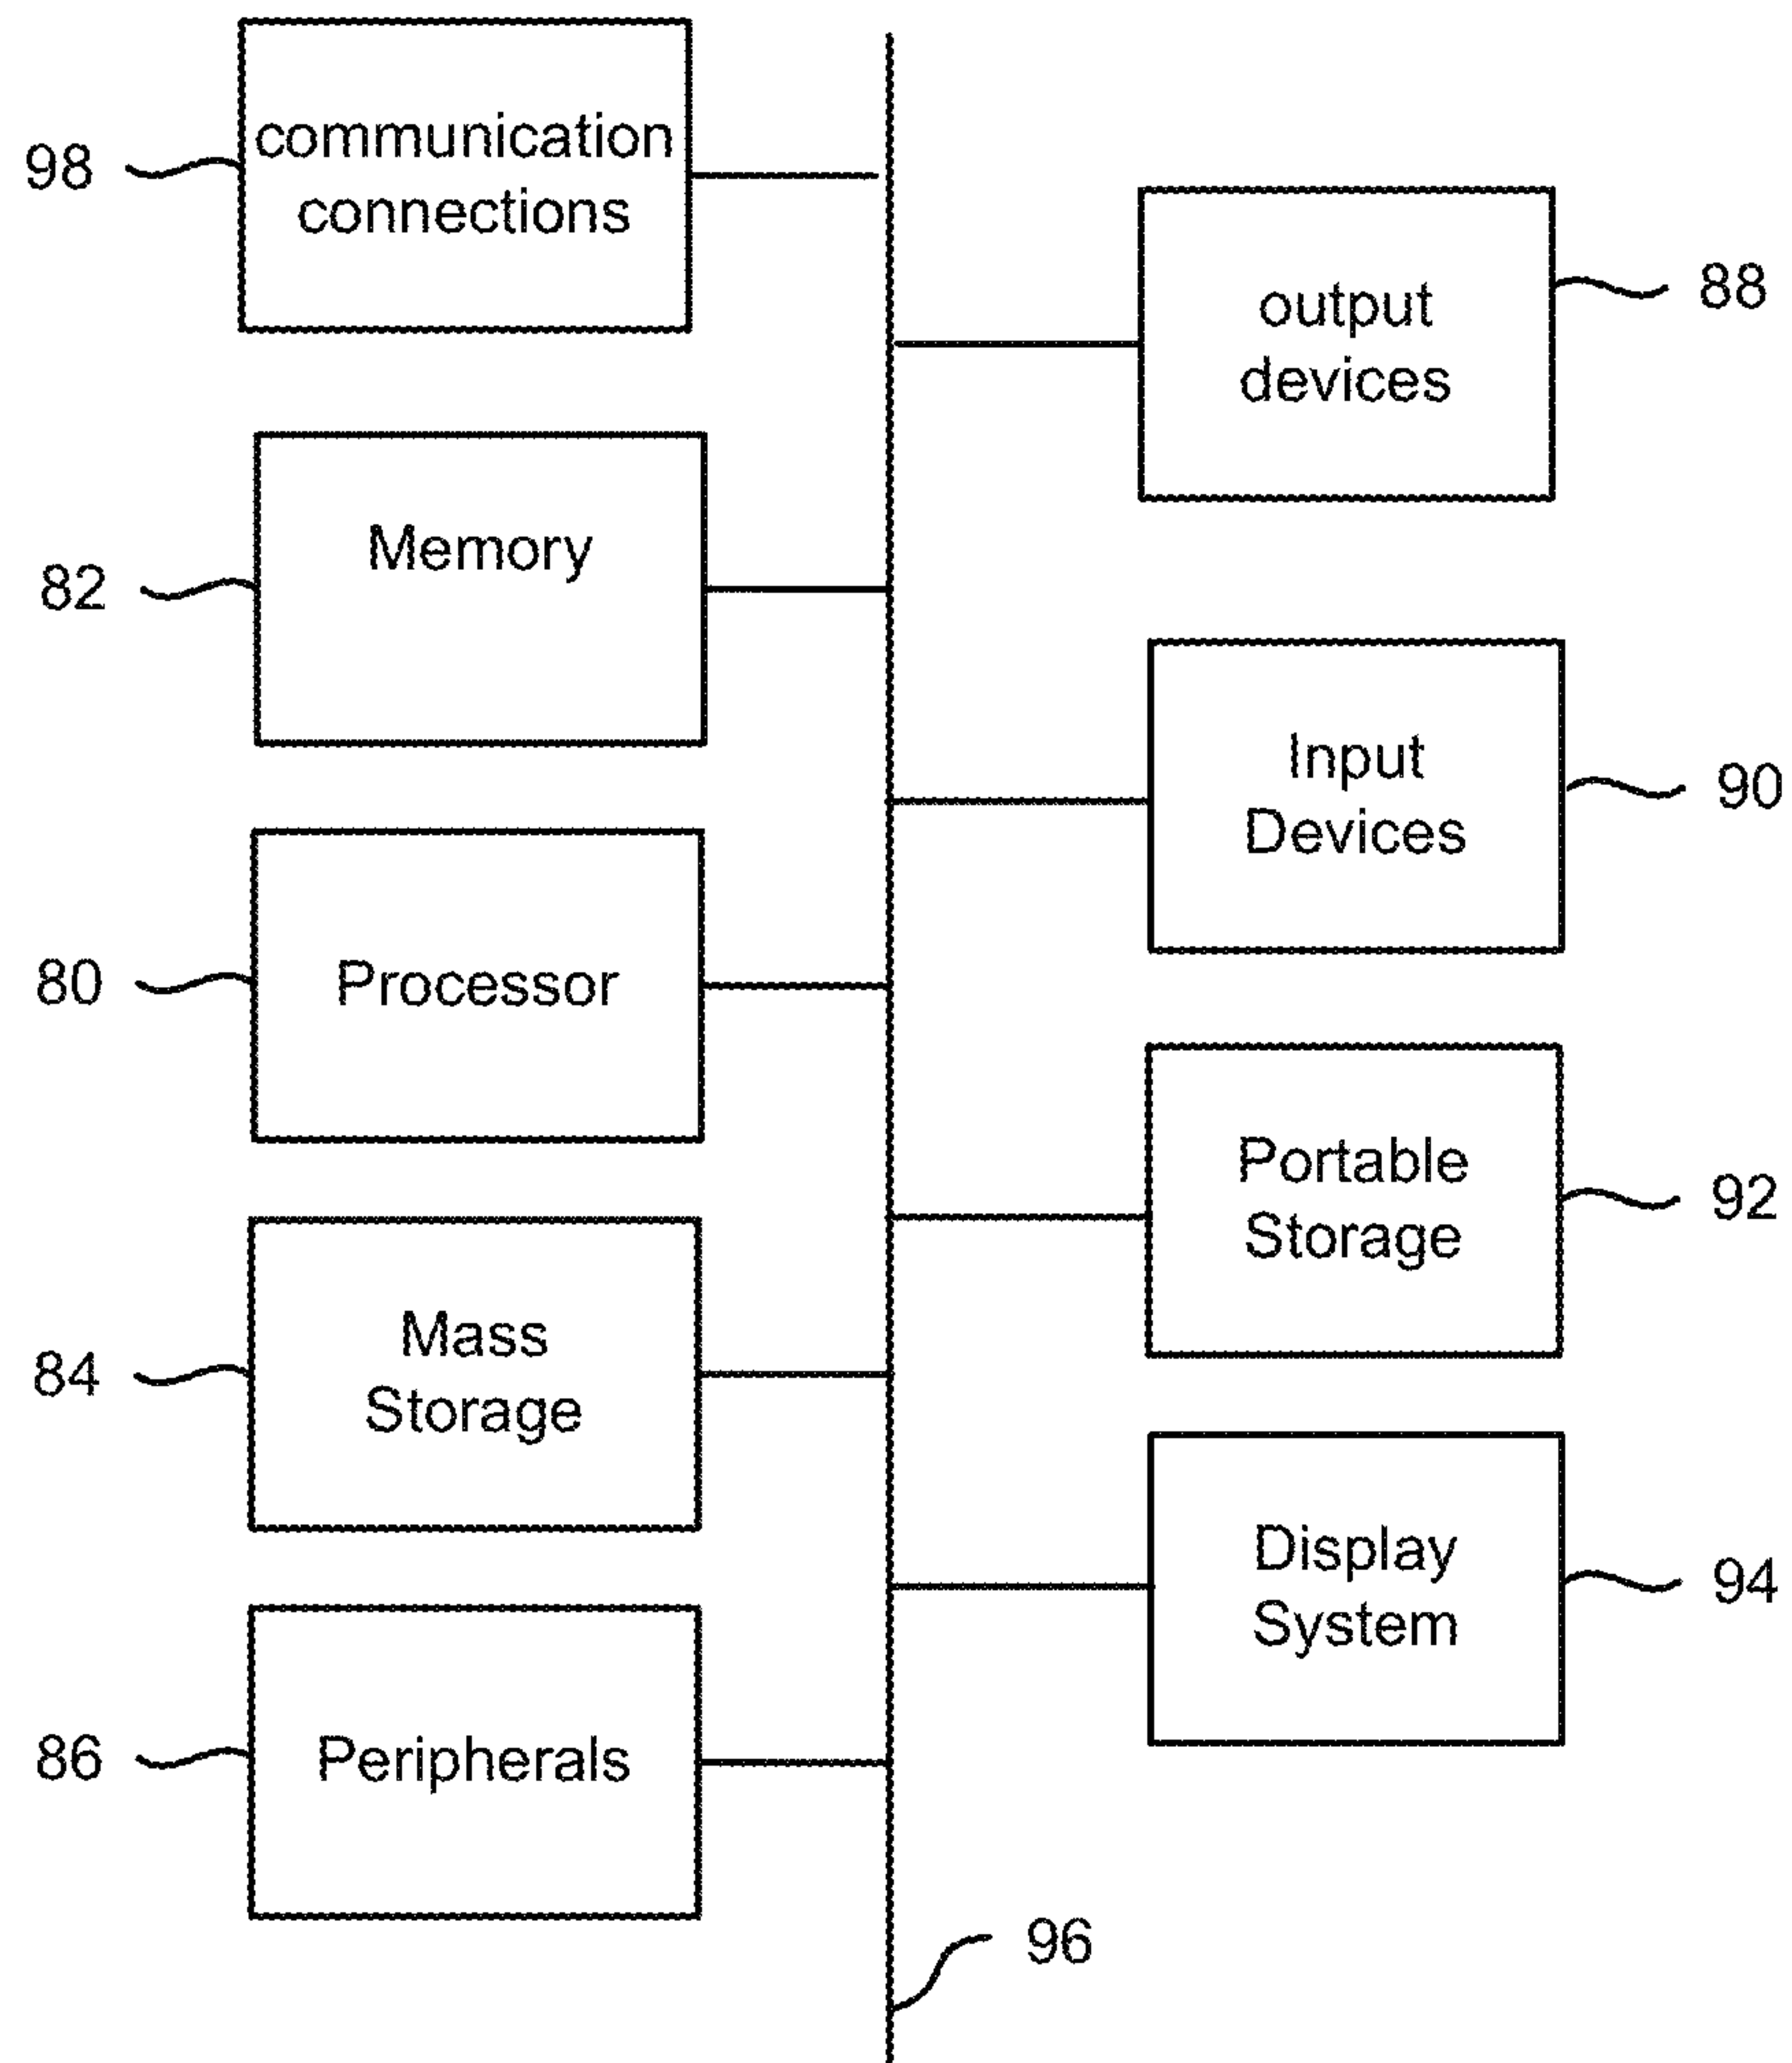 98
communication
connections
output
devices
88
82
Memory
Input
Devices
90
80
Processor
Portable
Storage
92
84
Mass
Storage
Display
System
94
86
Peripherals
96